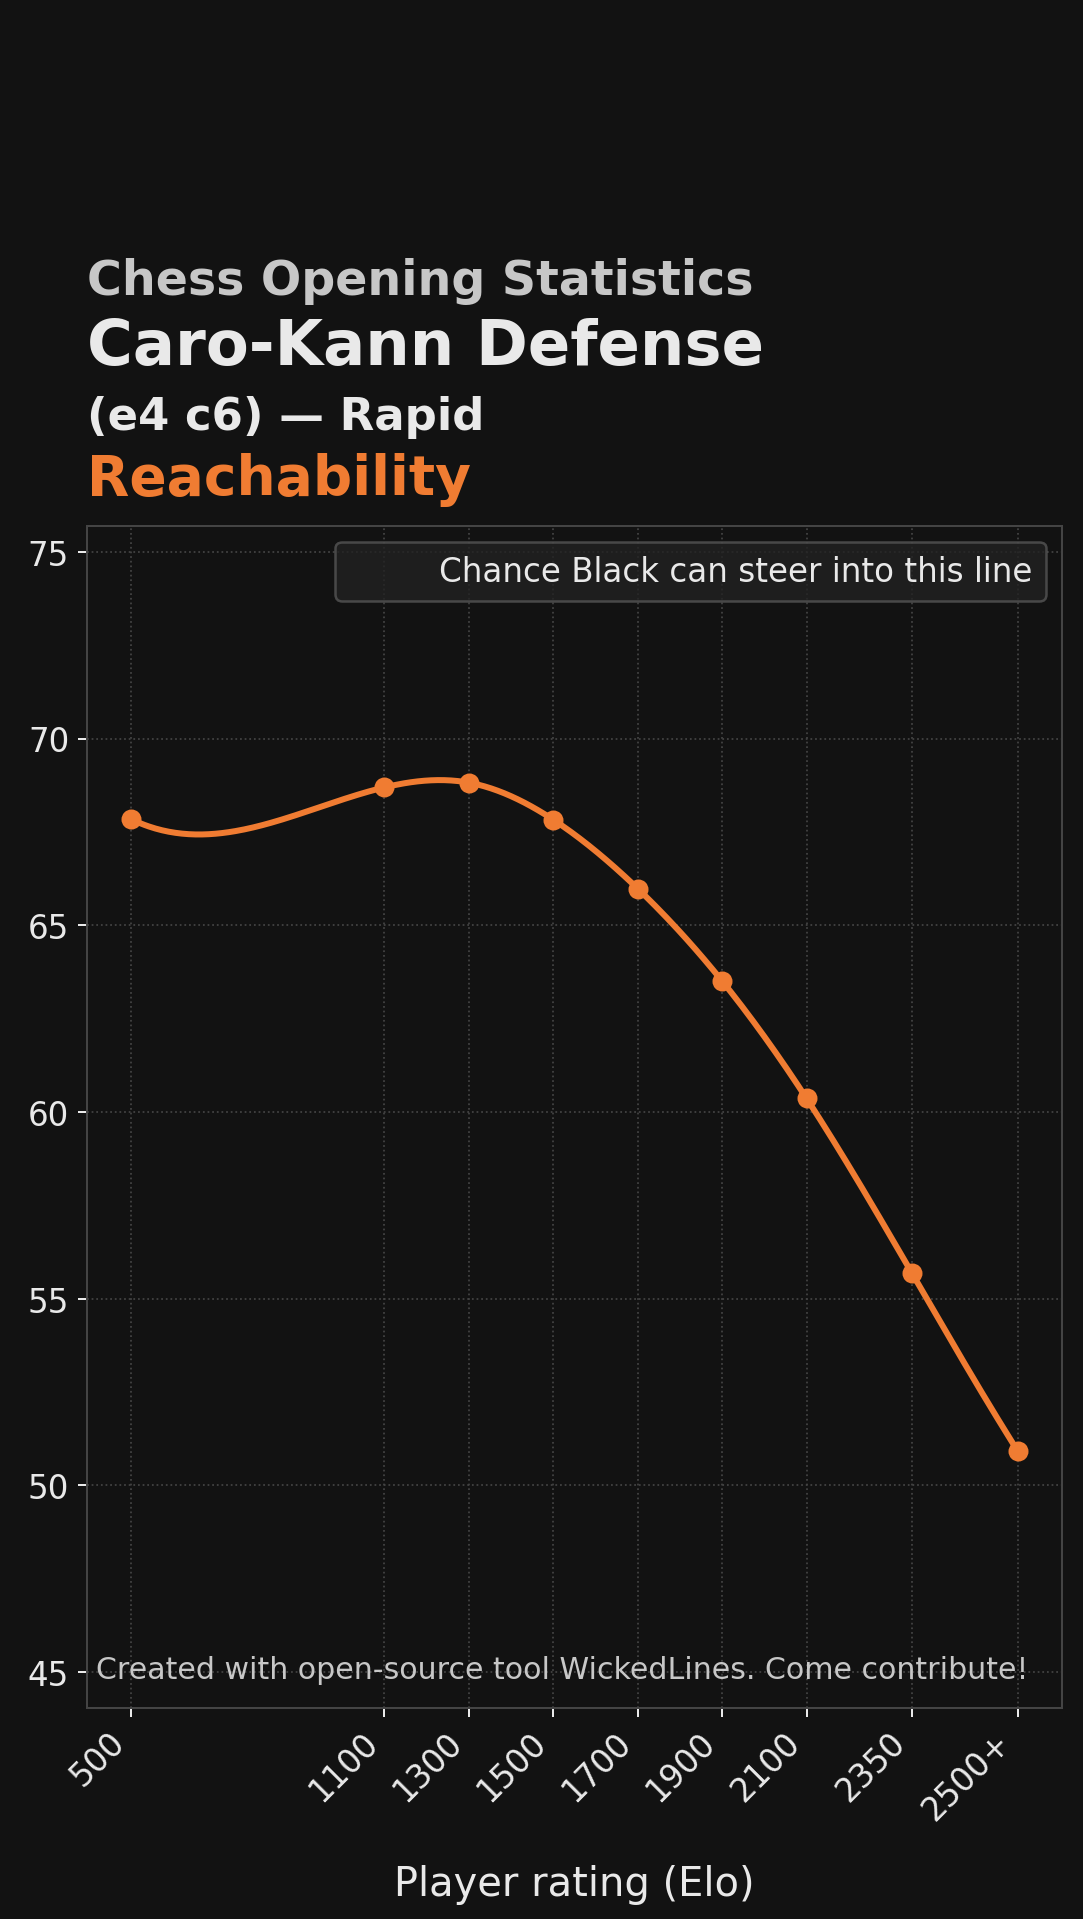 Chess Opening Statistics
Caro-Kann Defense
(e4 c6) — Rapid
Reachability
Chance Black can steer into this line
75
70
65
60
55
50
45
Created with open-source tool WickedLines. Come contribute!
500
1100
1300
1500
1700
1900
2100
2350
2500+
Player rating (Elo)